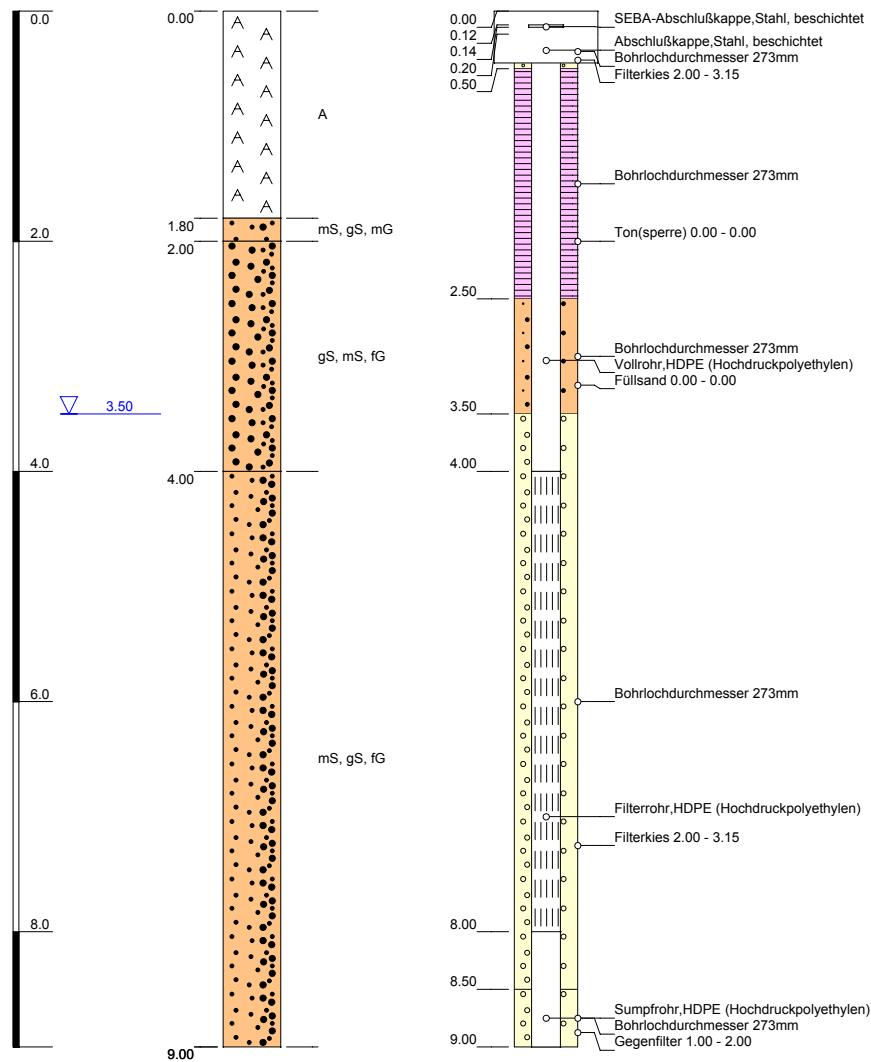 0.0
2.0
4.0
6.0
8.0
3.50
0.00
1.80
2.00
4.00
9.00
A
mS, gS, mG
gS, mS, fG
mS, gS, fG
0.00
0.12
0.14
0.20
0.50
2.50
3.50
4.00
8.00
8.50
9.00
SEBA-Abschlußkappe,Stahl, beschichtet
Abschlußkappe,Stahl, beschichtet
Bohrlochdurchmesser 273mm
Filterkies 2.00 - 3.15
Bohrlochdurchmesser 273mm
Ton(sperre) 0.00 - 0.00
Bohrlochdurchmesser 273mm
Vollrohr,HDPE (Hochdruckpolyethylen)
Füllsand 0.00 - 0.00
Bohrlochdurchmesser 273mm
Filterrohr,HDPE (Hochdruckpolyethylen)
Filterkies 2.00 - 3.15
Sumpfrohr,HDPE (Hochdruckpolyethylen)
Bohrlochdurchmesser 273mm
Gegenfilter 1.00 - 2.00